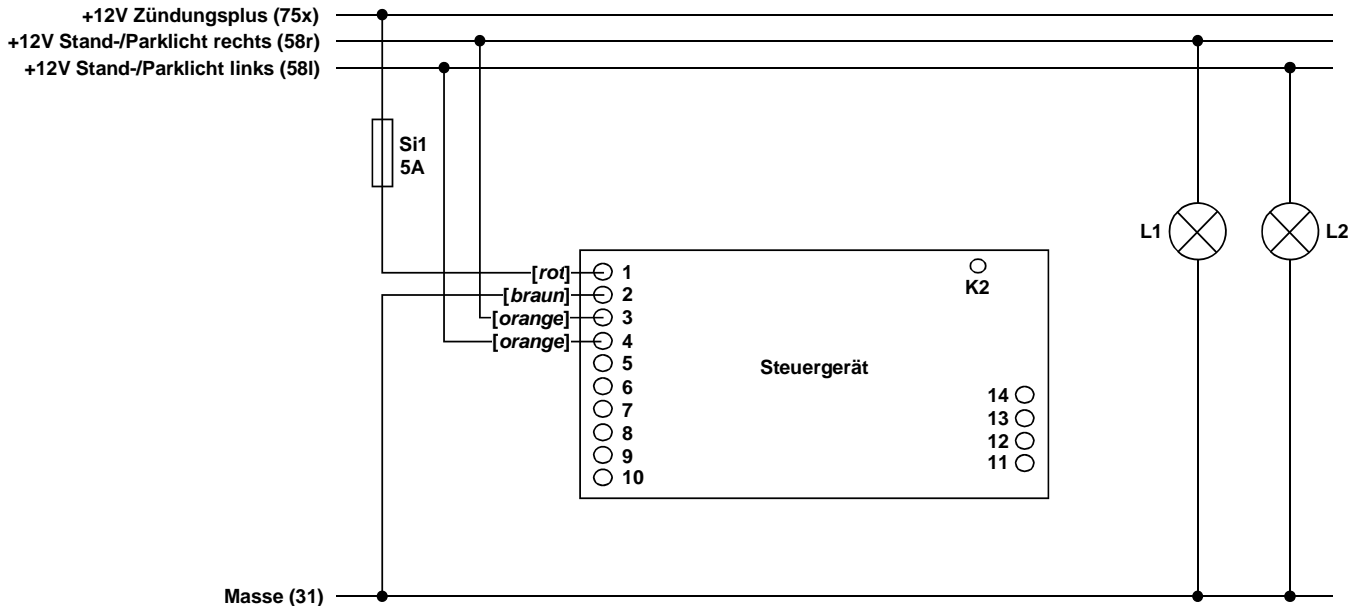 +12V Zündungsplus (75x)
+12V Stand-/Parklicht rechts (58r)
+12V Stand-/Parklicht links (58l)
Si1
5A
L1
L2
[rot]
1
[braun]
2
[orange]
3
[orange]
4
5
6
7
8
9
10
K2
Steuergerät
14
13
12
11
Masse (31)